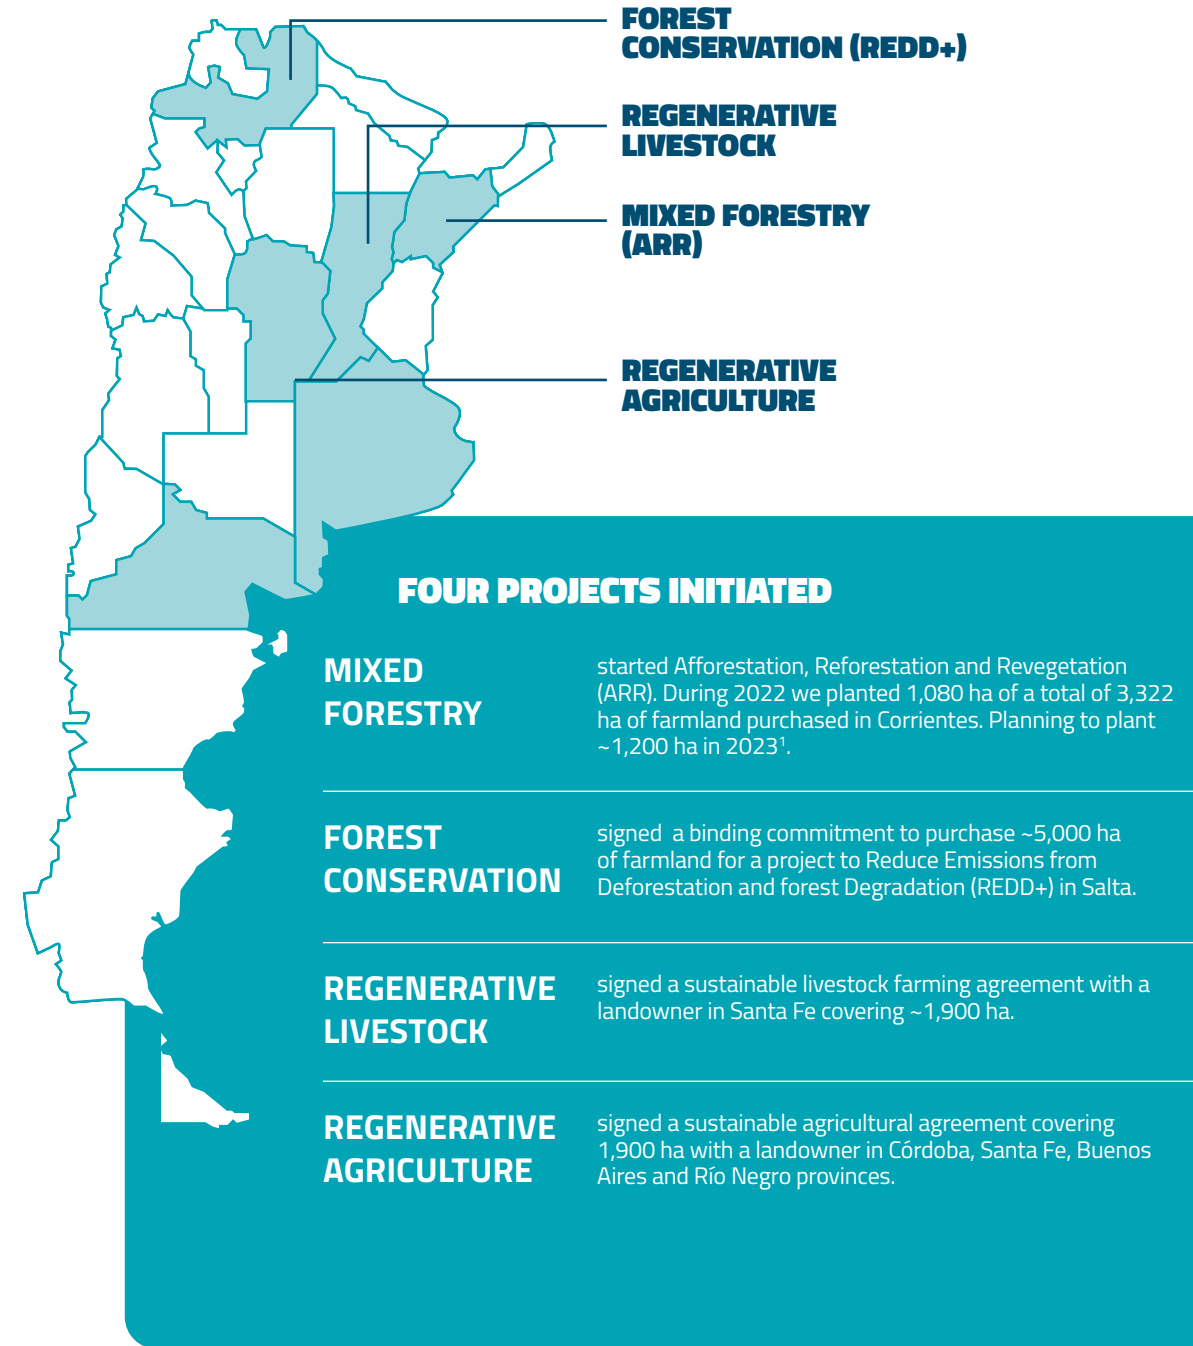 FOREST
CONSERVATION (REDD+)
REGENERATIVE
LIVESTOCK
MIXED FORESTRY
(ARR)
REGENERATIVE
AGRICULTURE
FOUR PROJECTS INITIATED
MIXED
FORESTRY
started Afforestation, Reforestation and Revegetation
(ARR). During 2022 we planted 1,080 ha of a total of 3,322
ha of farmland purchased in Corrientes. Planning to plant
~1,200 ha in 2023¹.
FOREST
CONSERVATION
signed a binding commitment to purchase ~5,000 ha
of farmland for a project to Reduce Emissions from
Deforestation and forest Degradation (REDD+) in Salta.
REGENERATIVE
LIVESTOCK
signed a sustainable livestock farming agreement with a
landowner in Santa Fe covering ~1,900 ha.
REGENERATIVE
AGRICULTURE
signed a sustainable agricultural agreement covering
1,900 ha with a landowner in Córdoba, Santa Fe, Buenos
Aires and Río Negro provinces.